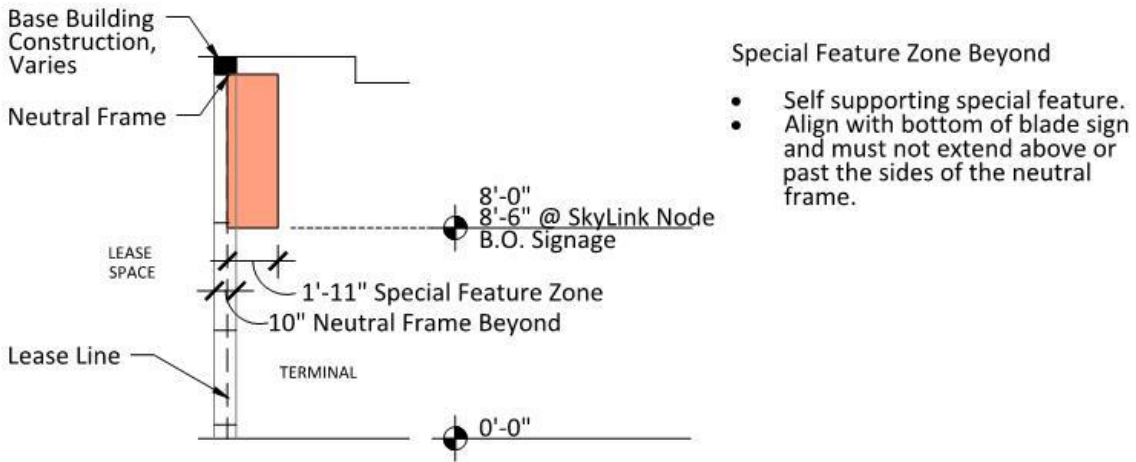 Base Building
Construction,
Varies
Neutral Frame
LEASE
SPACE
Lease Line
8'-0"
8'-6" @ SkyLink Node
B.O. Signage
1'-11" Special Feature Zone
10" Neutral Frame Beyond
TERMINAL
0'-0"
Special Feature Zone Beyond
• Self supporting special feature.
• Align with bottom of blade sign
and must not extend above or
past the sides of the neutral
frame.